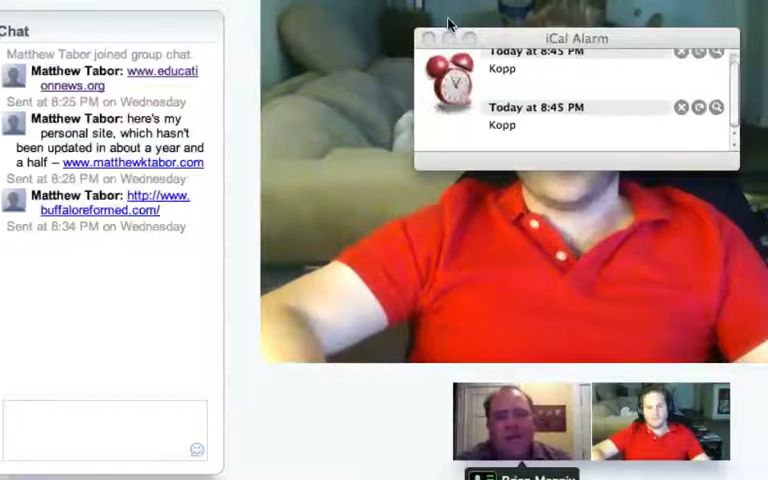 Chat
Matthew Tabor joined group chat
Matthew Tabor: www.educati
onnews.org
Sent at 8:25 PM on Wednesday
Matthew Tabor: here's my
personal site, which hasn't
been updated in about a year and
a half – www.matthewktabor.com
Sent at 8:28 PM on Wednesday
Matthew Tabor: http://www.
buffaloreformed.com/
Sent at 8:34 PM on Wednesday
iCal Alarm
Today at 8:45 PM
Kopp
Today at 8:45 PM
Kopp